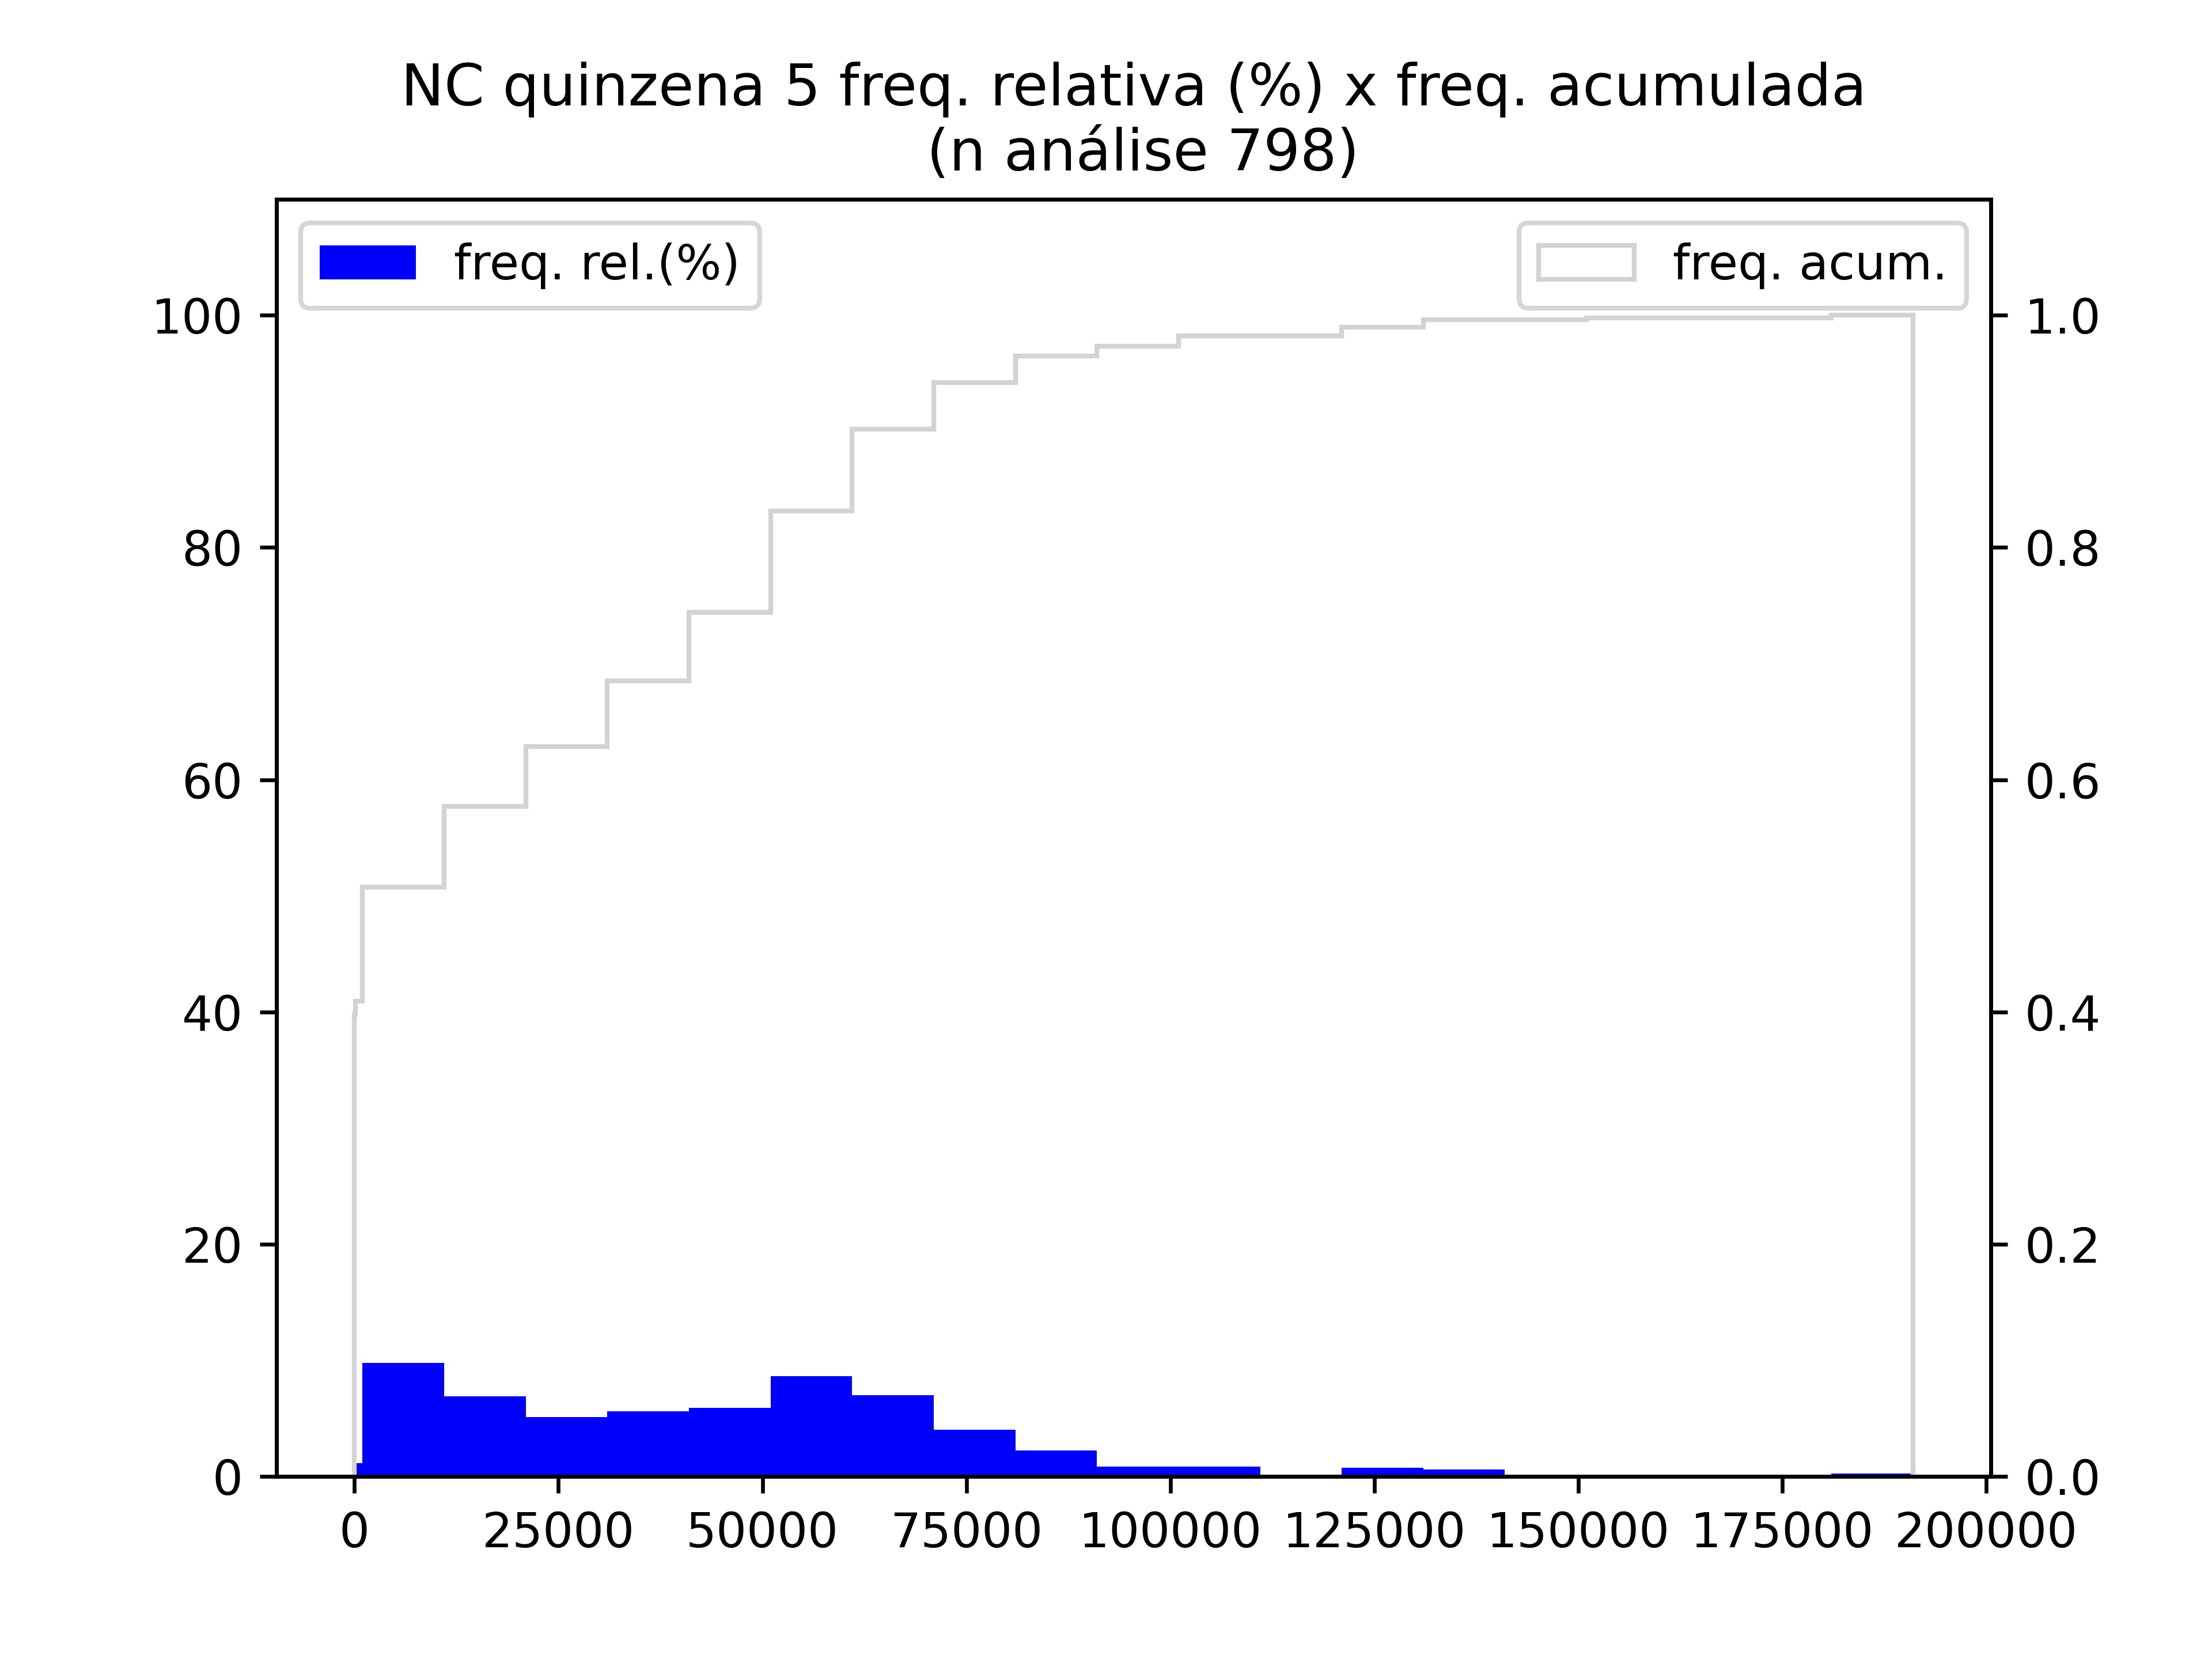 NC quinzena 5 freq. relativa (%) x freq. acumulada
(n análise 798)
freq. rel.(%)
freq. acum.
100
80
60
40
20
0
1.0
0.8
0.6
0.4
0.2
0.0
0 25000 50000 75000 100000 125000 150000 175000 200000